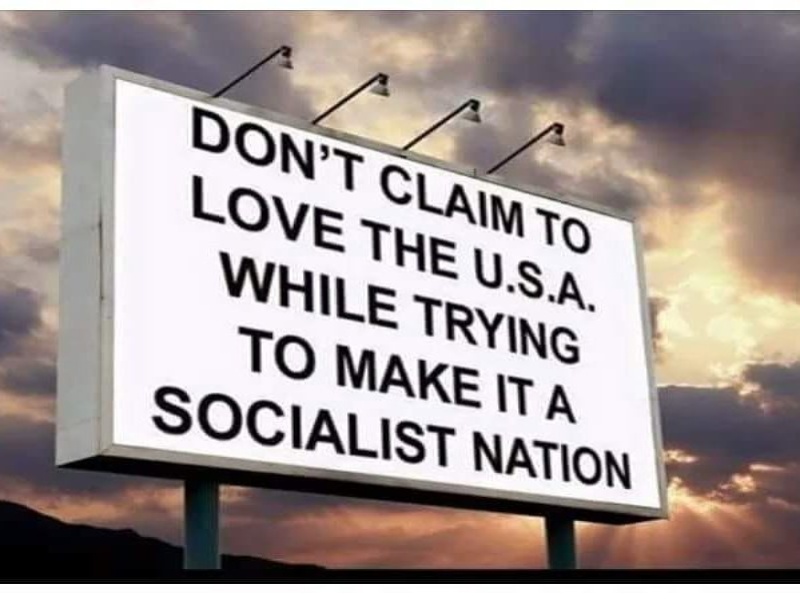 DON'T CLAIM TO
LOVE THE U.S.A.
WHILE TRYING
TO MAKE IT A
SOCIALIST NATION